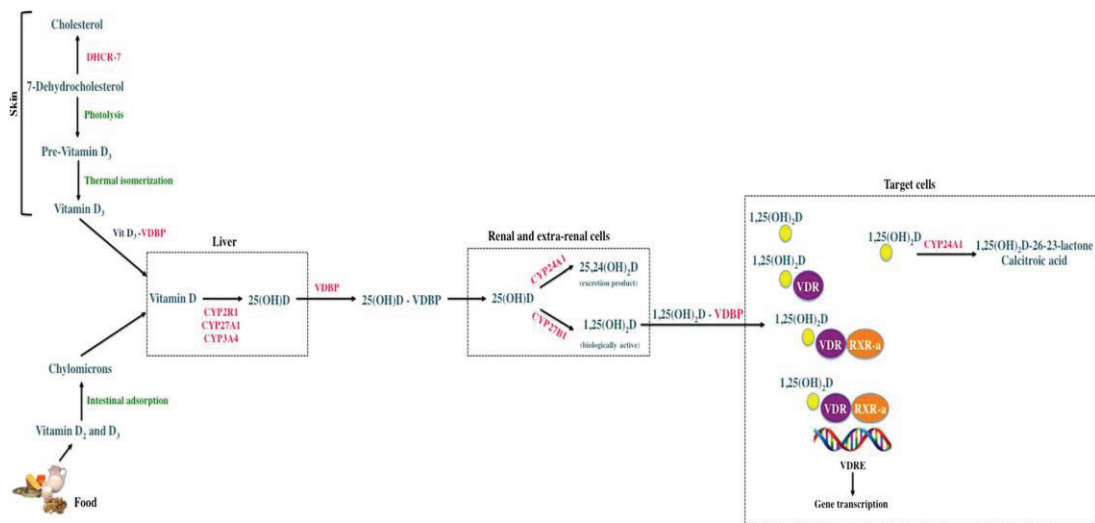 Skin
Cholesterol
DHCR-7
7-Dehydrocholesterol
Photolysis
Pre-Vitamin D3
Thermal isomerization
Vitamin D3
Vit D3 -VDBP
Liver
Vitamin D
CYP2R1
CYP27A1
CYP3A4
25(OH)D
VDBP
25(OH)D - VDBP
Chylomicrons
Intestinal adsorption
Vitamin D2 and D3
Food
Renal and extra-renal cells
25(OH)D
CYP24A1
25,24(OH)2D
(excretion product)
CYP27B1
1,25(OH)2D
(biologically active)
1,25(OH)2D - VDBP
Target cells
1,25(OH)2D
1,25(OH)2D
VDR
1,25(OH)2D
VDR
RXR-a
1,25(OH)2D
VDR
RXR-a
VDRE
Gene transcription
1,25(OH)2D
CYP24A1
1,25(OH)2D-26-23-lactone
Calcitroic acid